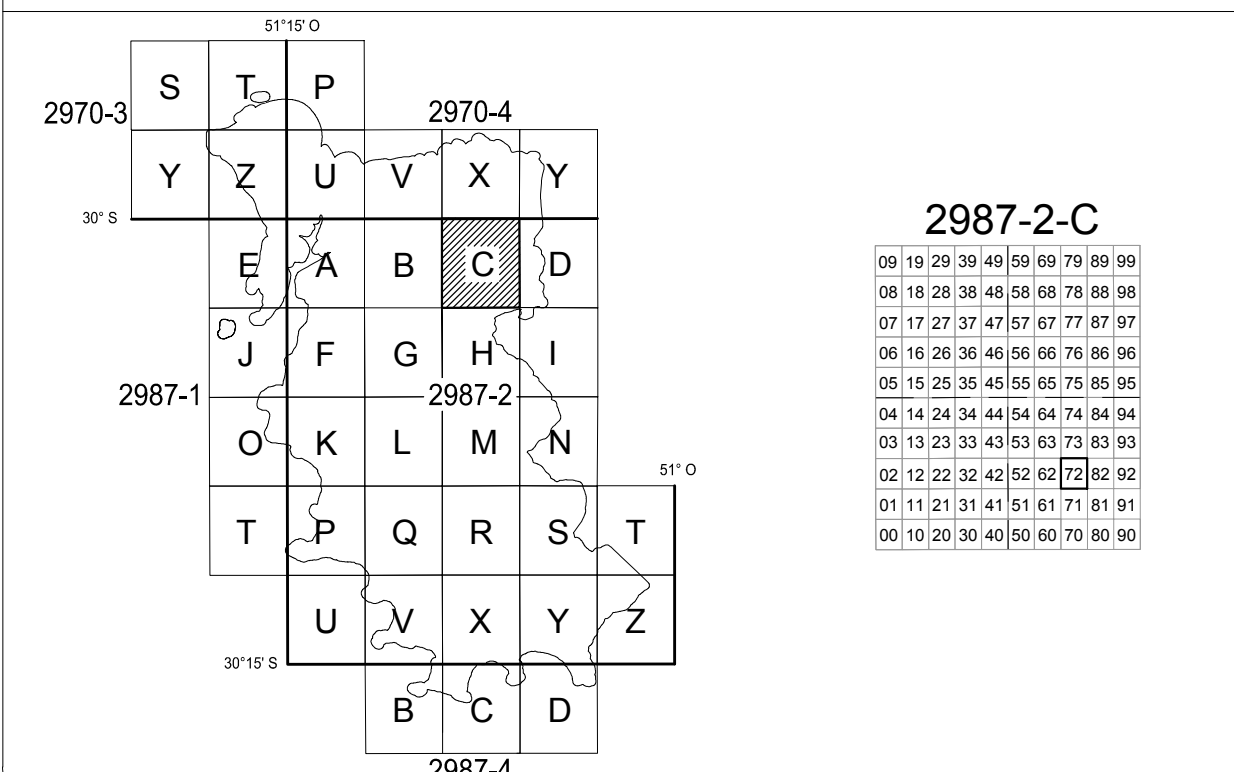 51°15' O
S T P
2970-3 2970-4
Y Z U V X Y
30° S
E A B C D
J F G H I
2987-1 2987-2
O K L M N
51° O
T P Q R S T
U V X Y Z
30°15' S
B C D
2987-4
2987-2-C
09 19 29 39 49 59 69 79 89 99
08 18 28 38 48 58 68 78 88 98
07 17 27 37 47 57 67 77 87 97
06 16 26 36 46 56 66 76 86 96
05 15 25 35 45 55 65 75 85 95
04 14 24 34 44 54 64 74 84 94
03 13 23 33 43 53 63 73 83 93
02 12 22 32 42 52 62 72 82 92
01 11 21 31 41 51 61 71 81 91
00 10 20 30 40 50 60 70 80 90